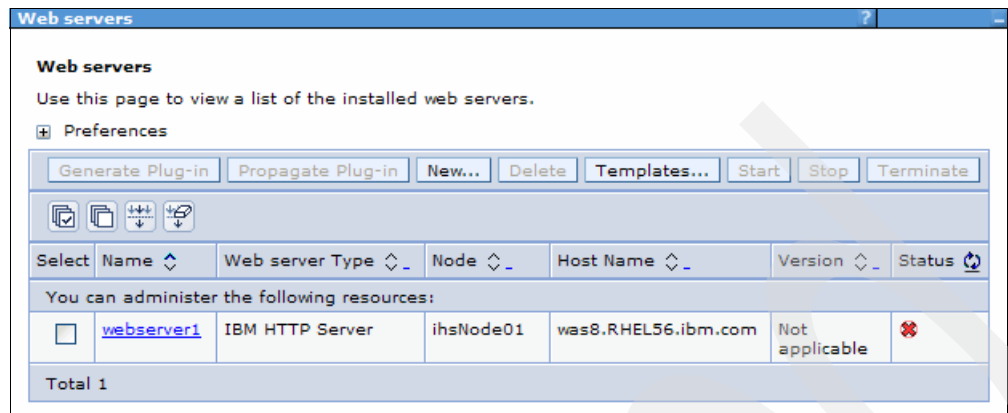 Web servers ? -
Web servers
Use this page to view a list of the installed web servers.
+ Preferences
Generate Plug-in Propagate Plug-in New... Delete Templates... Start Stop Terminate
Select Name Web server Type Node Host Name Version Status
You can administer the following resources:
webserver1 IBM HTTP Server ihsNode01 was8.RHEL56.ibm.com Not
applicable
Total 1